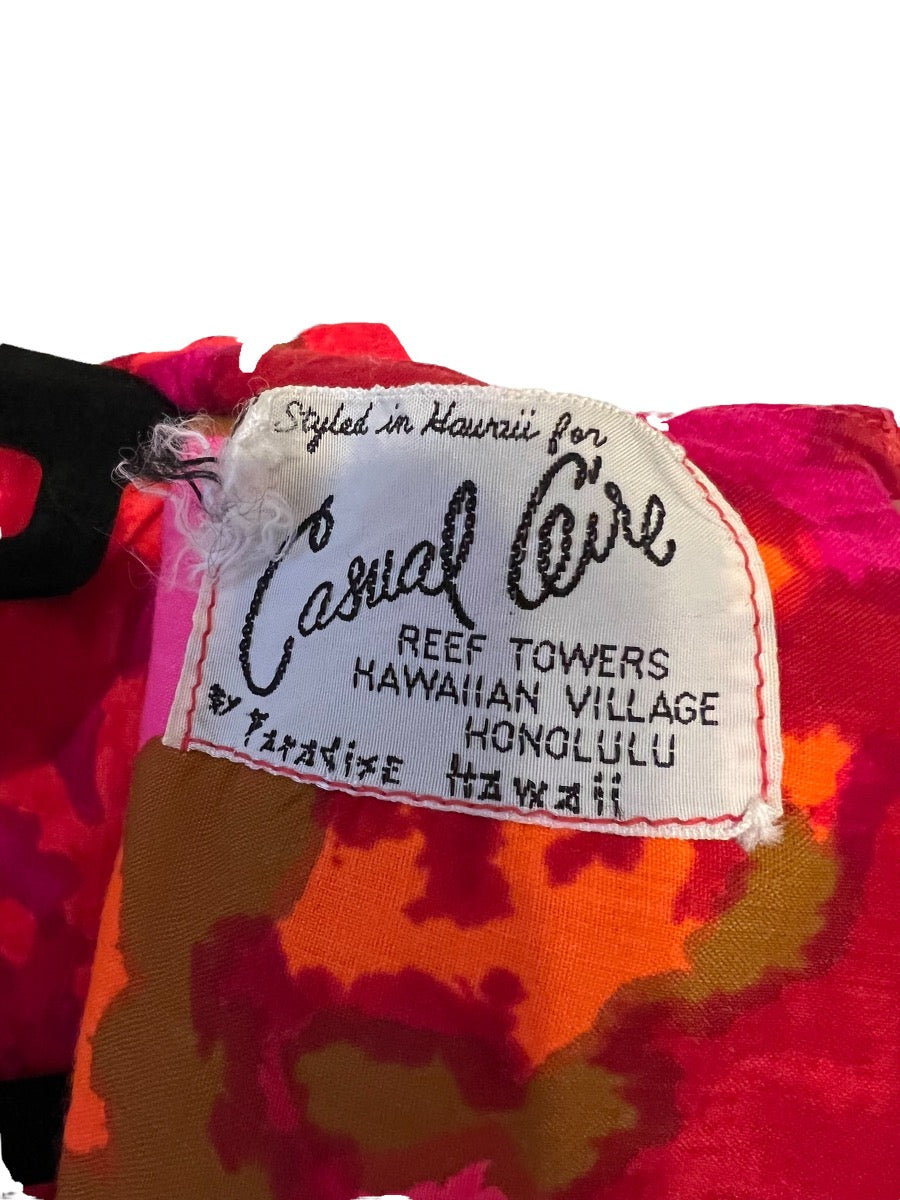 Styled in Hawaii for
Casual Aire
REEF TOWERS
HAWAIIAN VILLAGE
HONOLULU
BY Paradise Hawaii